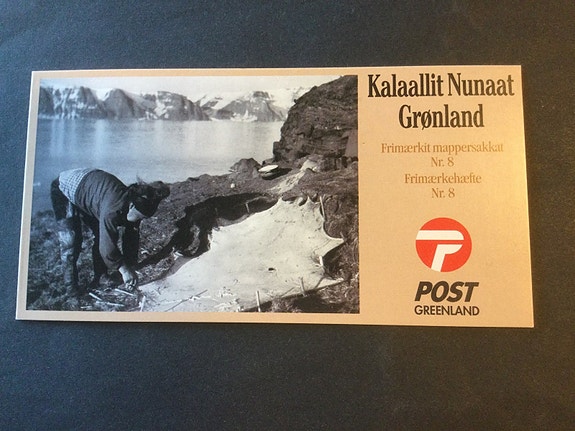 Kalaallit Nunaat
Grønland
Frimærkit mappersakkat
Nr. 8
Frimærkehæfte
Nr. 8
POST
GREENLAND